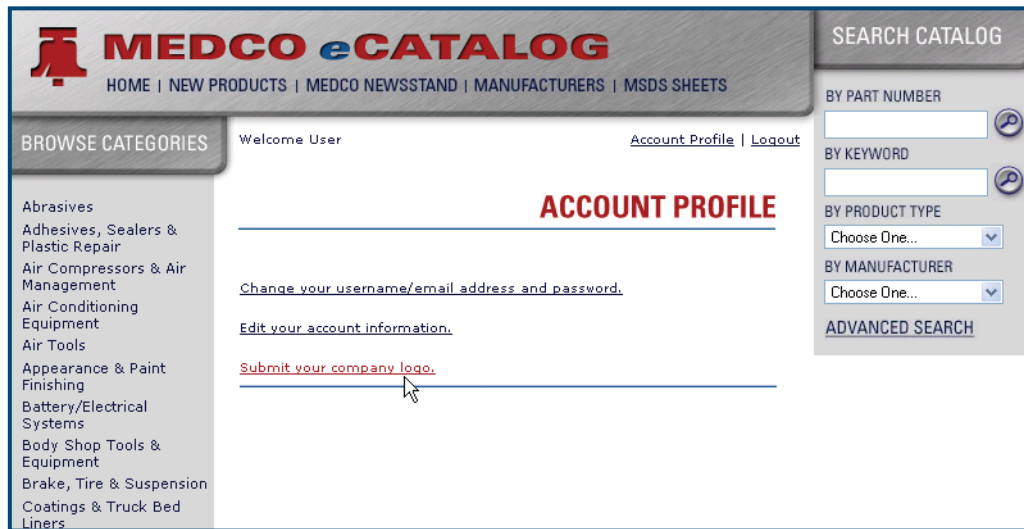 MEDCO eCATALOG
HOME | NEW PRODUCTS | MEDCO NEWSSTAND | MANUFACTURERS | MSDS SHEETS
BROWSE CATEGORIES
Abrasives
Adhesives, Sealers &
Plastic Repair
Air Compressors & Air
Management
Air Conditioning
Equipment
Air Tools
Appearance & Paint
Finishing
Battery/Electrical
Systems
Body Shop Tools &
Equipment
Brake, Tire & Suspension
Coatings & Truck Bed
Liners
Welcome User
Account Profile | Logout
ACCOUNT PROFILE
Change your username/email address and password.
Edit your account information.
Submit your company logo.
SEARCH CATALOG
BY PART NUMBER
BY KEYWORD
BY PRODUCT TYPE
Choose One...
BY MANUFACTURER
Choose One...
ADVANCED SEARCH